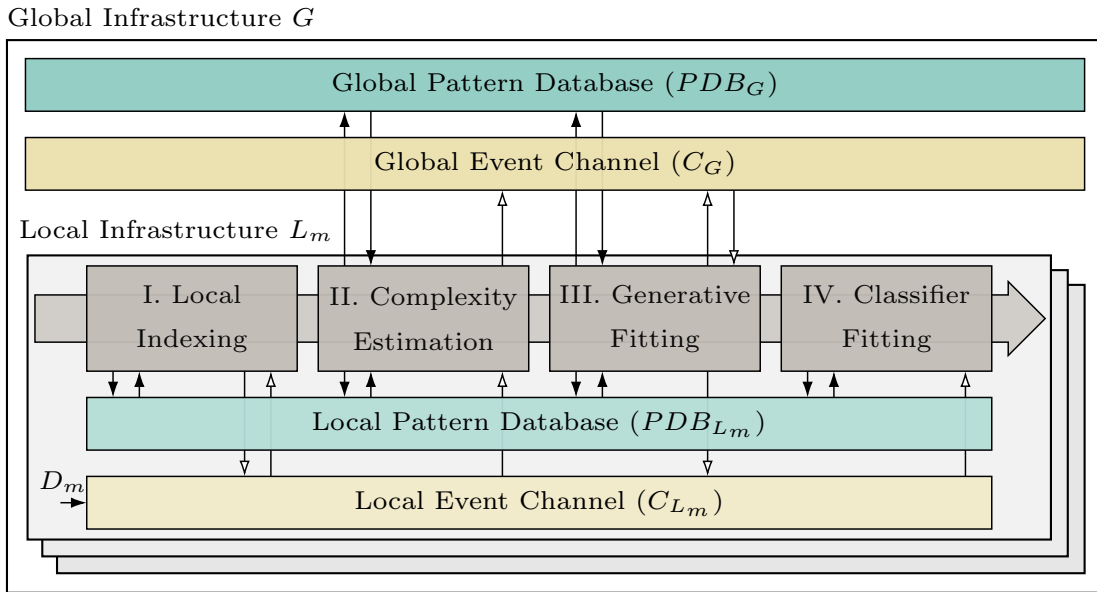 Global Infrastructure G
Global Pattern Database (PDB_G)
Global Event Channel (C_G)
Local Infrastructure L_m
I. Local
Indexing
II. Complexity
Estimation
III. Generative
Fitting
IV. Classifier
Fitting
Local Pattern Database (PDB_{L_m})
D_m
Local Event Channel (C_{L_m})